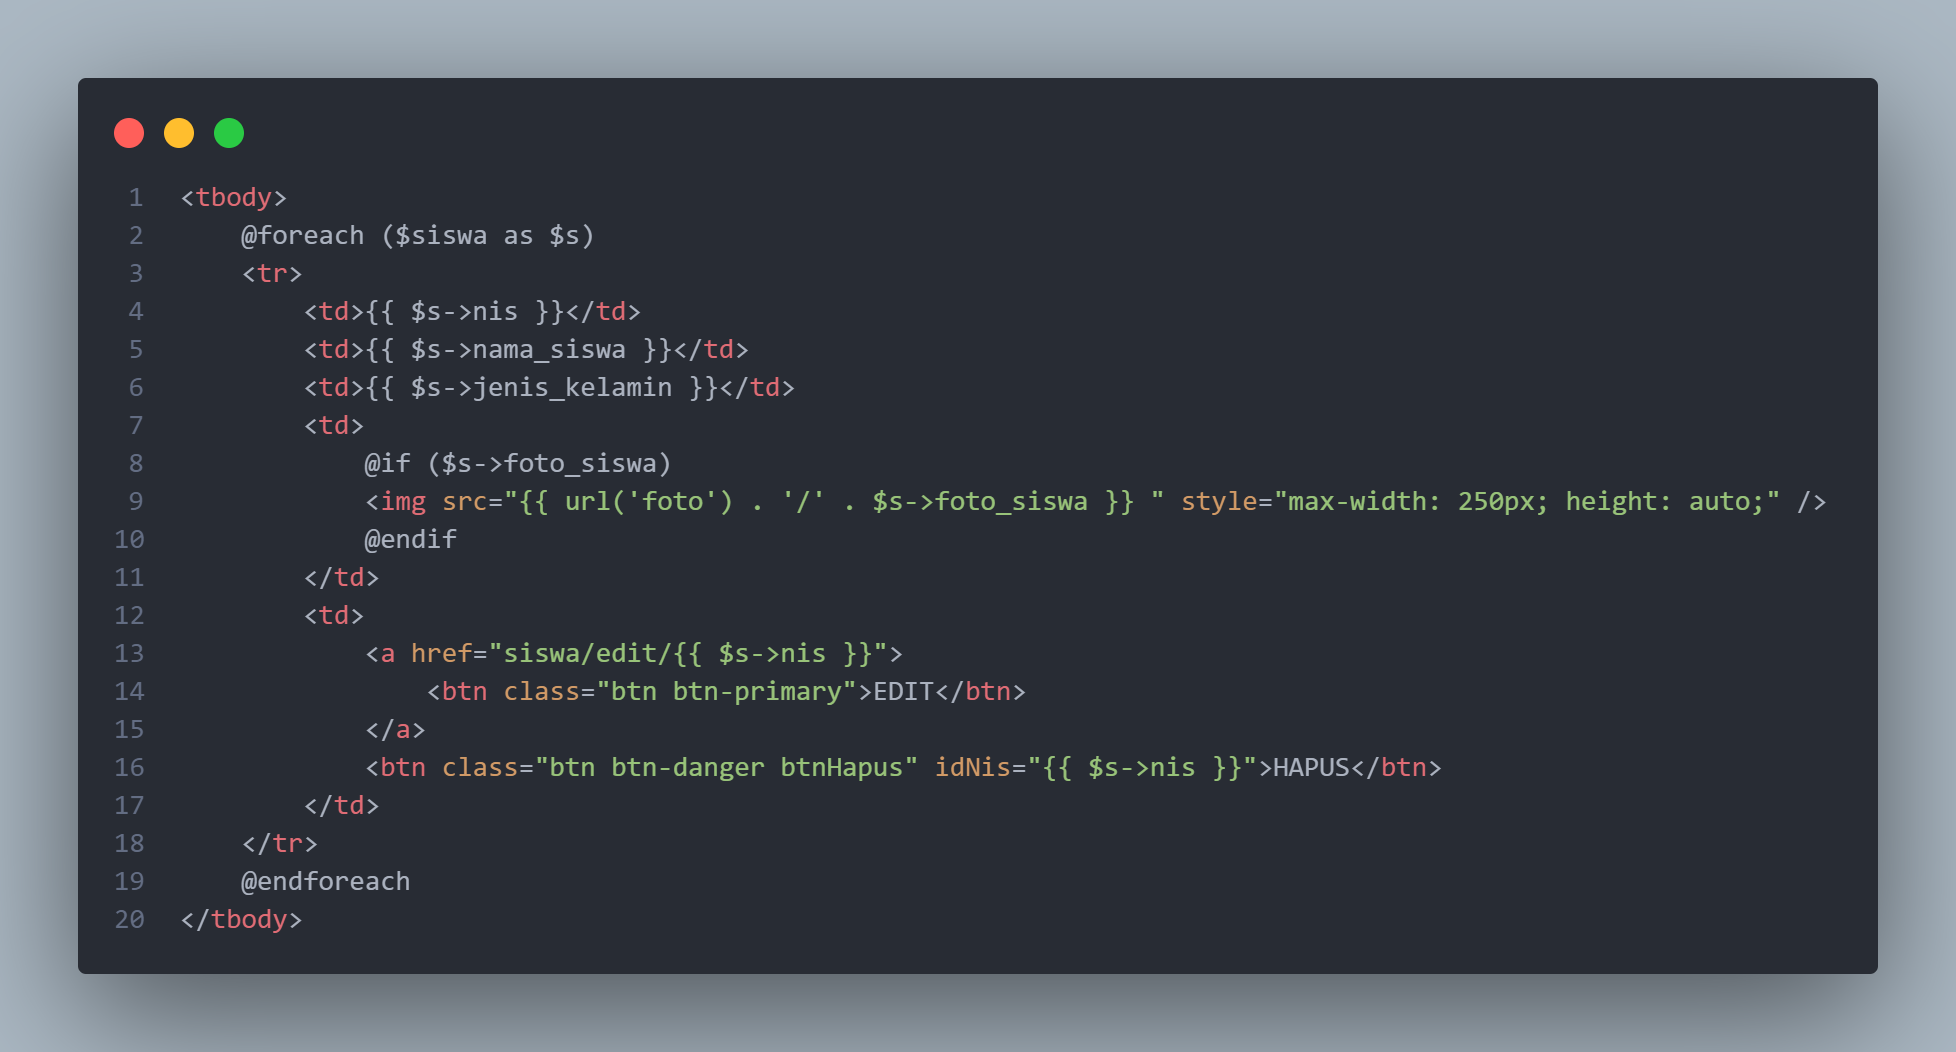 1 <tbody>
2     @foreach ($siswa as $s)
3     <tr>
4         <td>{{ $s->nis }}</td>
5         <td>{{ $s->nama_siswa }}</td>
6         <td>{{ $s->jenis_kelamin }}</td>
7         <td>
8             @if ($s->foto_siswa)
9             <img src="{{ url('foto') . '/' . $s->foto_siswa }} " style="max-width: 250px; height: auto;" />
10             @endif
11         </td>
12         <td>
13             <a href="siswa/edit/{{ $s->nis }}">
14                 <btn class="btn btn-primary">EDIT</btn>
15             </a>
16             <btn class="btn btn-danger btnHapus" idNis="{{ $s->nis }}">HAPUS</btn>
17         </td>
18     </tr>
19     @endforeach
20 </tbody>